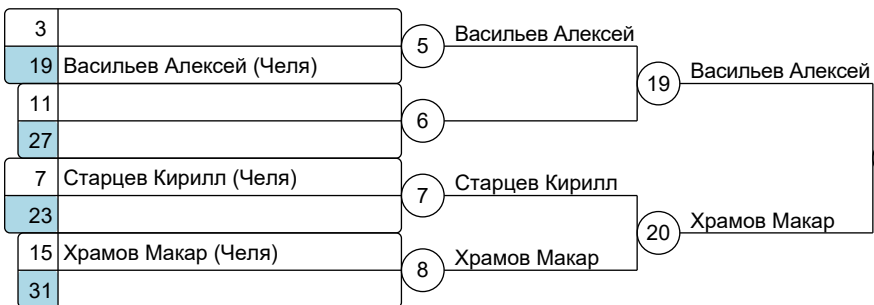 3
19 Васильев Алексей (Челя)
11
27
7 Старцев Кирилл (Челя)
23
15 Храмов Макар (Челя)
31
5 Васильев Алексей
6
7 Старцев Кирилл
8 Храмов Макар
19 Васильев Алексей
20 Храмов Макар